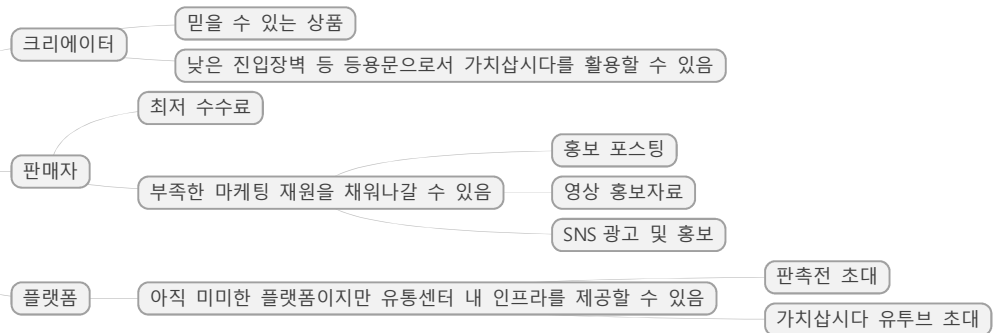 크리에이터
믿을 수 있는 상품
낮은 진입장벽 등 등용문으로서 가치삽시다를 활용할 수 있음
판매자
최저 수수료
부족한 마케팅 재원을 채워나갈 수 있음
홍보 포스팅
영상 홍보자료
SNS 광고 및 홍보
플랫폼
아직 미미한 플랫폼이지만 유통센터 내 인프라를 제공할 수 있음
판촉전 초대
가치삽시다 유투브 초대